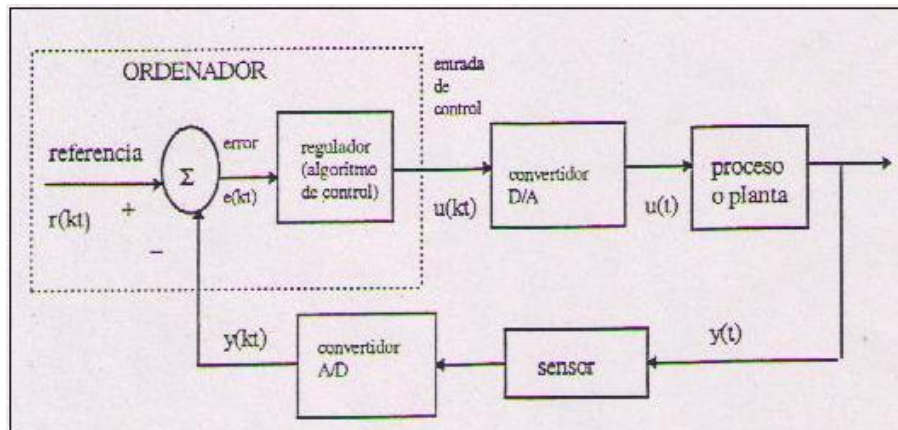 ORDENADOR
entrada
de
control
referencia
r(kt)
+
−
Σ
error
e(kt)
regulador
(algoritmo
de control)
u(kt)
convertidor
D/A
u(t)
proceso
o planta
y(kt)
convertidor
A/D
sensor
y(t)